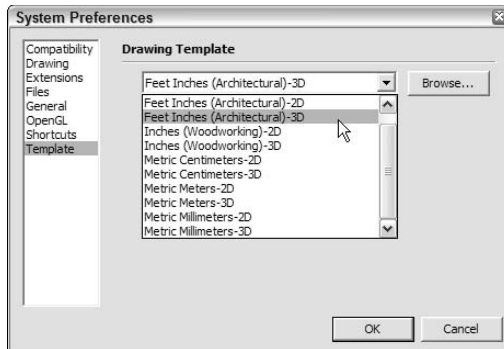 System Preferences
Compatibility
Drawing
Extensions
Files
General
OpenGL
Shortcuts
Template
Drawing Template
Feet Inches (Architectural)-3D
Browse...
Feet Inches (Architectural)-2D
Feet Inches (Architectural)-3D
Inches (Woodworking)-2D
Inches (Woodworking)-3D
Metric Centimeters-2D
Metric Centimeters-3D
Metric Meters-2D
Metric Meters-3D
Metric Millimeters-2D
Metric Millimeters-3D
OK
Cancel